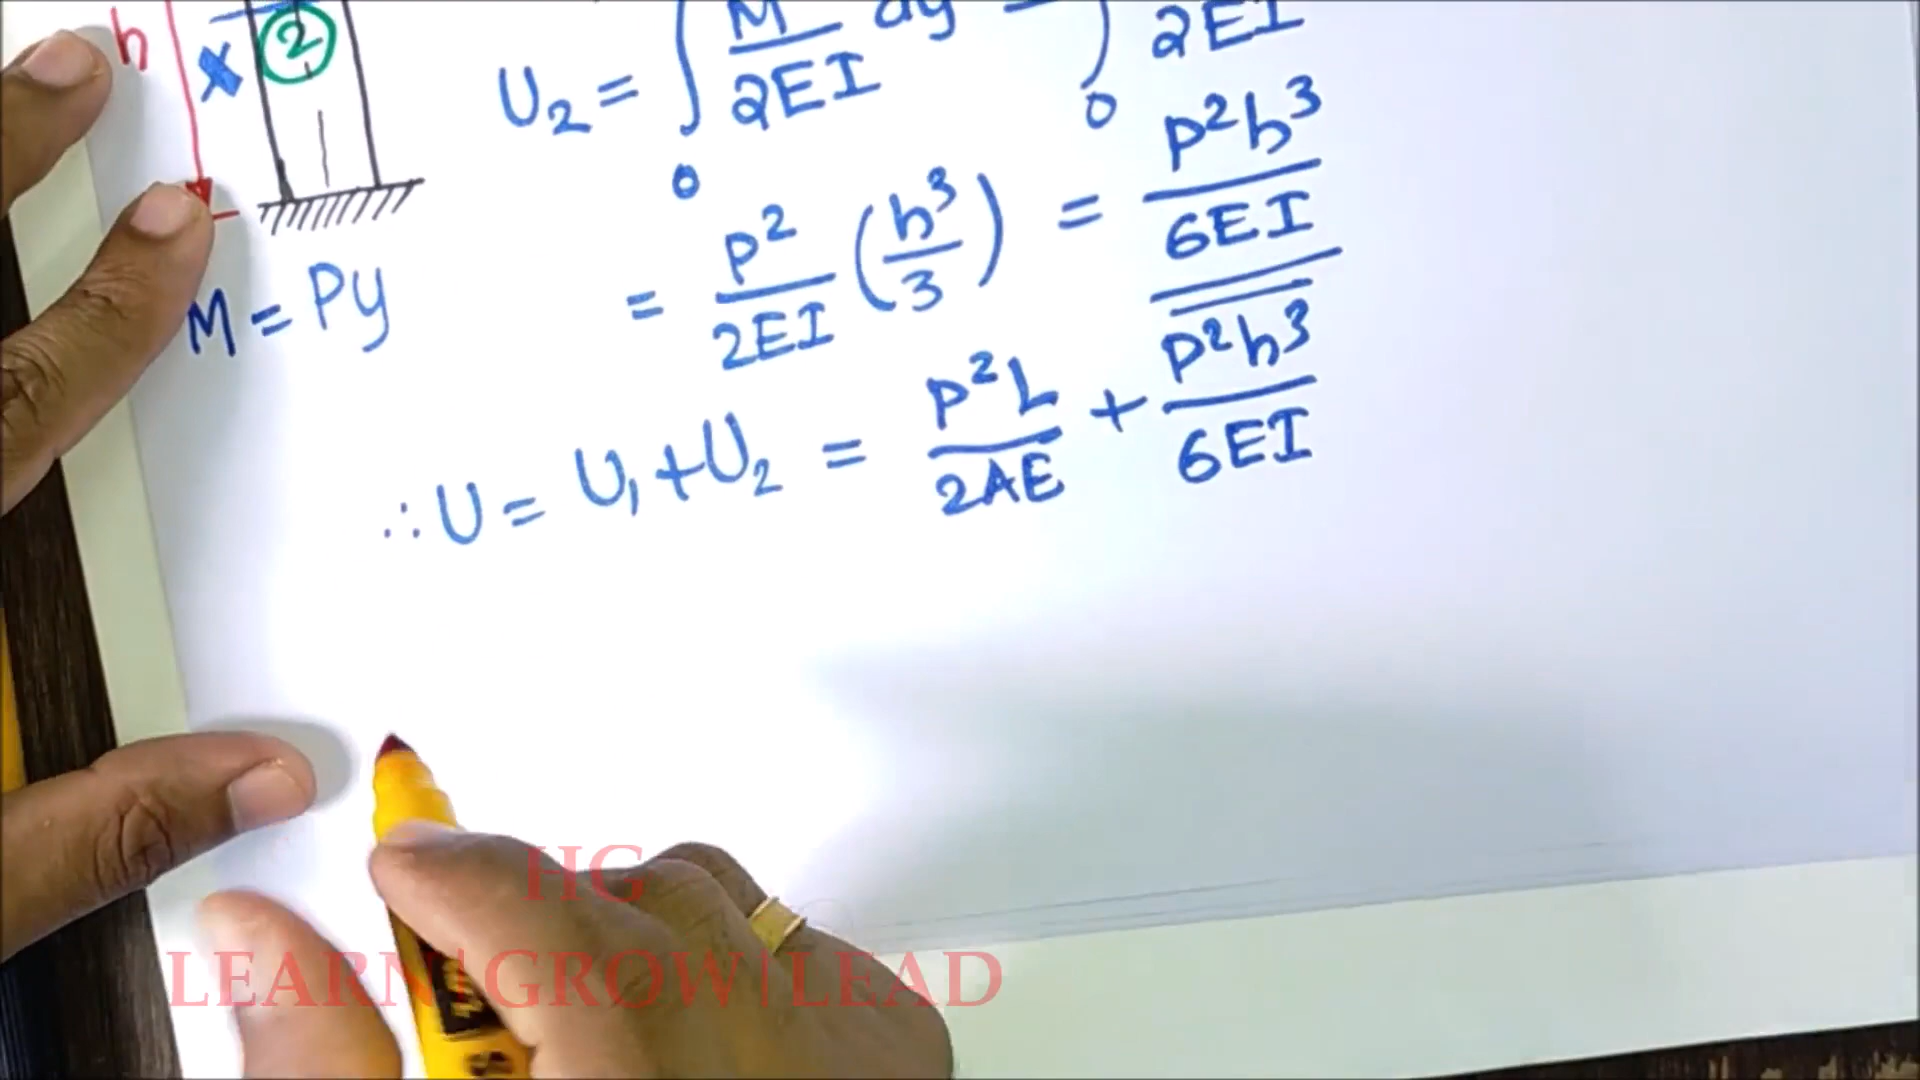 h
x 2
U₂ = ∫₀ M/2EI dy = ∫₀ 2EI
= P²/2EI (h³/3) = P²h³/6EI
M = Py
∴ U = U₁ + U₂ = P²L/2AE + P²h³/6EI
HG
LEARN|GROW|LEAD